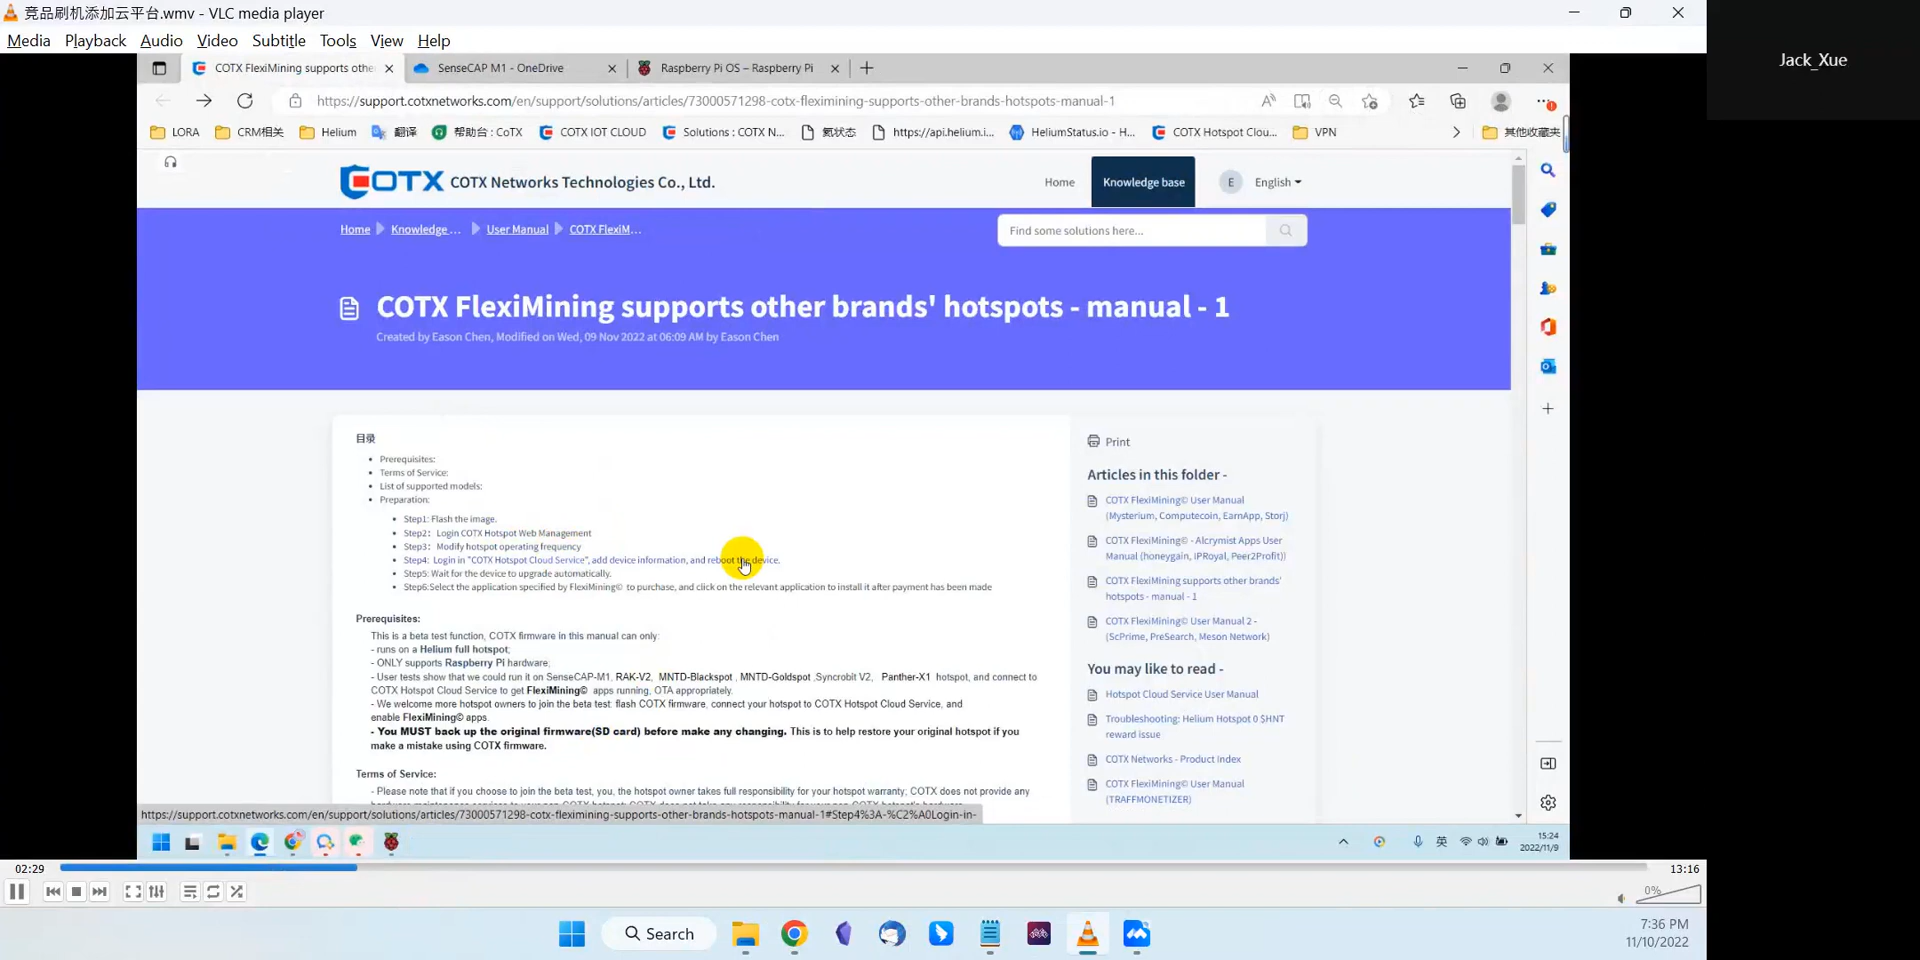 竞品刷机添加云平台.wmv - VLC media player
Jack_Xue
Media Playback Audio Video Subtitle Tools View Help
COTX FlexiMining supports othe
SenseCAP M1 - OneDrive
Raspberry Pi OS – Raspberry Pi
https://support.cotxnetworks.com/en/support/solutions/articles/73000571298-cotx-fleximining-supports-other-brands-hotspots-manual-1
LORA
CRM相关
Helium
翻译
帮助台 : CoTX
COTX IOT CLOUD
Solutions : COTX N...
氦状态
https://api.helium.i...
HeliumStatus.io - H...
COTX Hotspot Clou...
VPN
其他收藏夹
COTX COTX Networks Technologies Co., Ltd.
Home
Knowledge base
E
English
Home Knowledge ... User Manual COTX FlexiM...
Find some solutions here...
COTX FlexiMining supports other brands' hotspots - manual - 1
Created by Eason Chen, Modified on Wed, 09 Nov 2022 at 06:09 AM by Eason Chen
目录
• Prerequisites:
• Terms of Service:
• List of supported models:
• Preparation:
• Step1: Flash the image.
• Step2: Login COTX Hotspot Web Management
• Step3: Modify hotspot operating frequency
• Step4: Login in "COTX Hotspot Cloud Service", add device information, and reboot the device.
• Step5: Wait for the device to upgrade automatically.
• Step6:Select the application specified by FlexiMining© to purchase, and click on the relevant application to install it after payment has been made
Prerequisites:
This is a beta test function, COTX firmware in this manual can only:
- runs on a Helium full hotspot;
- ONLY supports Raspberry PI hardware;
- User tests show that we could run it on SenseCAP-M1, RAK-V2, MNTD-Blackspot , MNTD-Goldspot ,Syncrobit V2, Panther-X1 hotspot, and connect to
COTX Hotspot Cloud Service to get FlexiMining© apps running, OTA appropriately.
- We welcome more hotspot owners to join the beta test: flash COTX firmware, connect your hotspot to COTX Hotspot Cloud Service, and
enable FlexiMining© apps.
- You MUST back up the original firmware(SD card) before make any changing. This is to help restore your original hotspot if you
make a mistake using COTX firmware.
Terms of Service:
- Please note that if you choose to join the beta test, you, the hotspot owner takes full responsibility for your hotspot warranty; COTX does not provide any
Print
Articles in this folder -
COTX FlexiMining© User Manual
(Mysterium, Computecoin, EarnApp, Storj)
COTX FlexiMining© - Alcrymist Apps User
Manual (honeygain, IPRoyal, Peer2Profit))
COTX FlexiMining supports other brands'
hotspots - manual - 1
COTX FlexiMining© User Manual 2 -
(ScPrime, PreSearch, Meson Network)
You may like to read -
Hotspot Cloud Service User Manual
Troubleshooting: Helium Hotspot 0 $HNT
reward issue
COTX Networks - Product Index
COTX FlexiMining© User Manual
(TRAFFMONETIZER)
https://support.cotxnetworks.com/en/support/solutions/articles/73000571298-cotx-fleximining-supports-other-brands-hotspots-manual-1#Step4%3A-%C2%A0Login-in-
英
15:24
2022/11/9
02:29
13:16
0%
Search
7:36 PM
11/10/2022